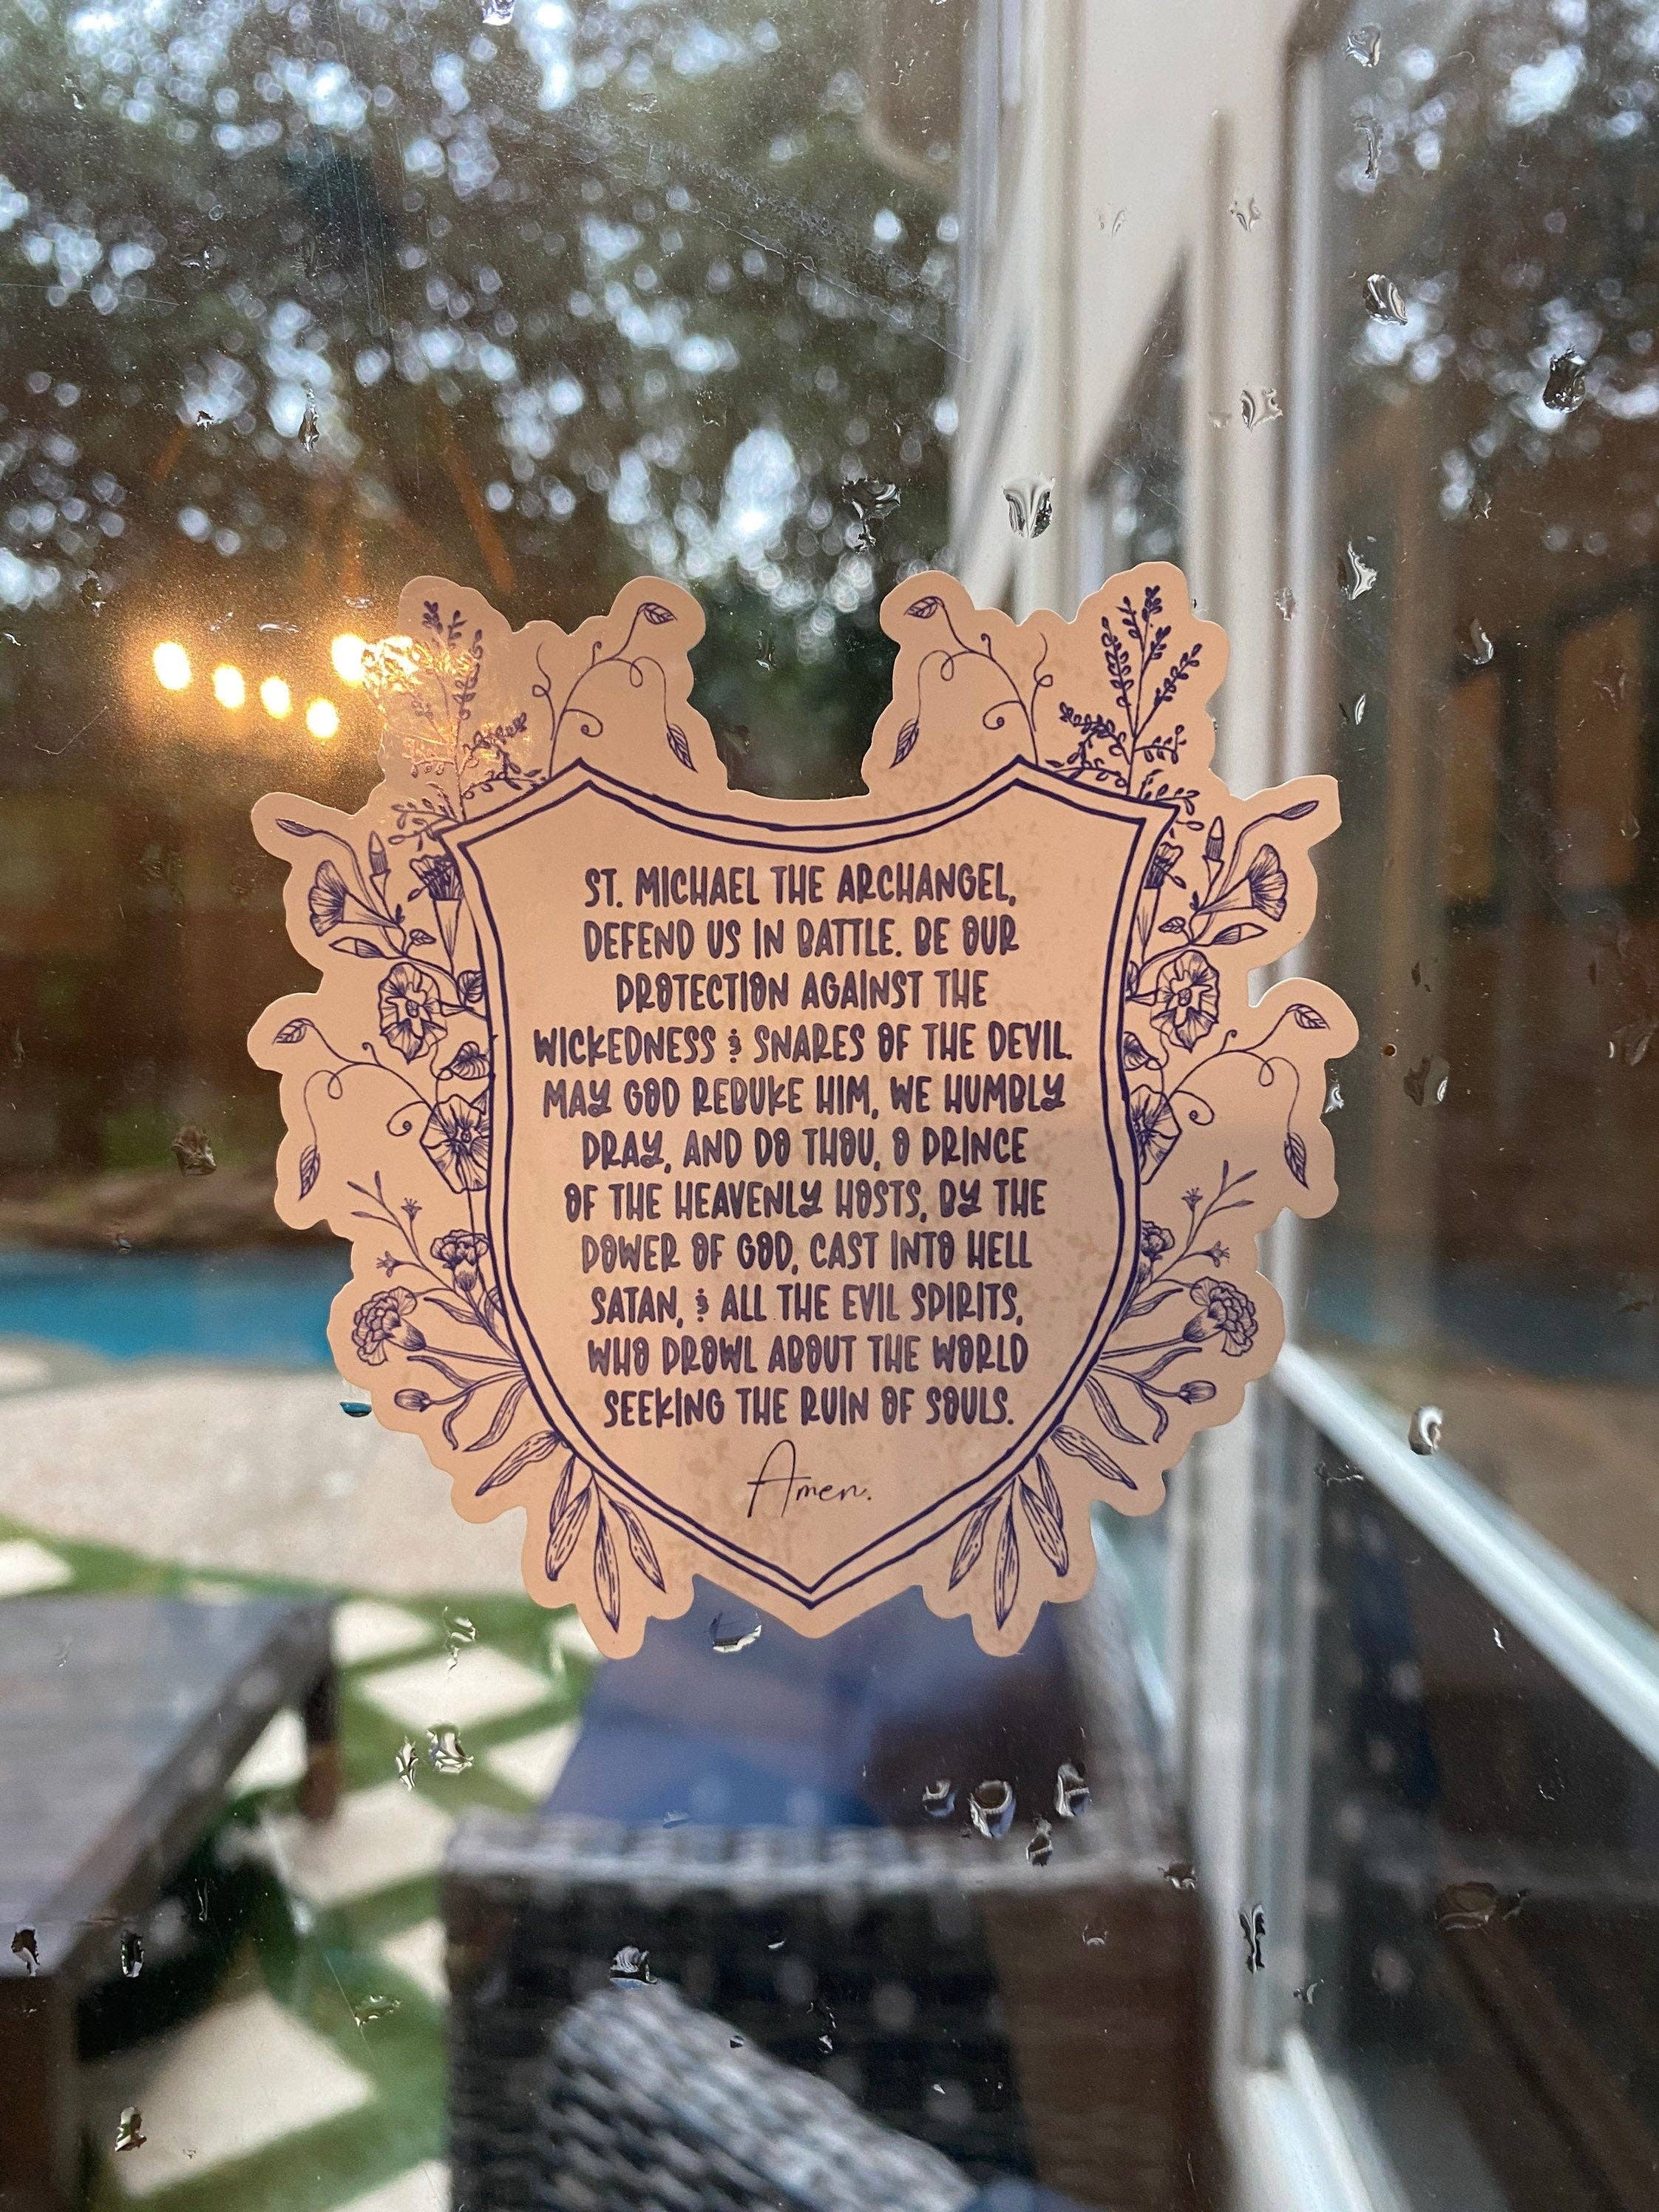 ST. MICHAEL THE ARCHANGEL,
DEFEND US IN BATTLE. BE OUR
PROTECTION AGAINST THE
WICKEDNESS & SNARES OF THE DEVIL.
MAY GOD REBUKE HIM, WE HUMBLY
PRAY, AND DO THOU, O PRINCE
OF THE HEAVENLY HOSTS, BY THE
POWER OF GOD, CAST INTO HELL
SATAN, & ALL THE EVIL SPIRITS,
WHO PROWL ABOUT THE WORLD
SEEKING THE RUIN OF SOULS.
Amen.